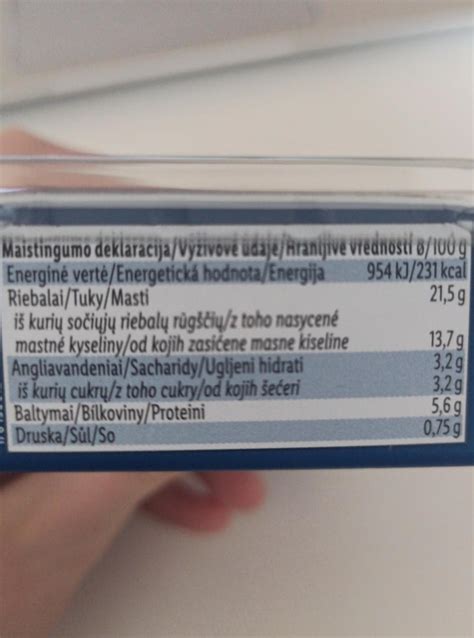 Maistingumo deklaracija/Výživové údaje/Hranljive vrednosti 8/100 g
Energinė vertė/Energetická hodnota/Energija 954 kJ/231 kcal
Riebalai/Tuky/Masti 21,5 g
iš kurių sočiųjų riebalų rūgščių/z toho nasycené
mastné kyseliny/od kojih zasićene masne kiseline 13,7 g
Angliavandeniai/Sacharidy/Ugljeni hidrati 3,2 g
iš kurių cukrų/z toho cukry/od kojih šećeri 3,2 g
Baltymai/Bílkoviny/Proteini 5,6 g
Druska/Sůl/So 0,75 g